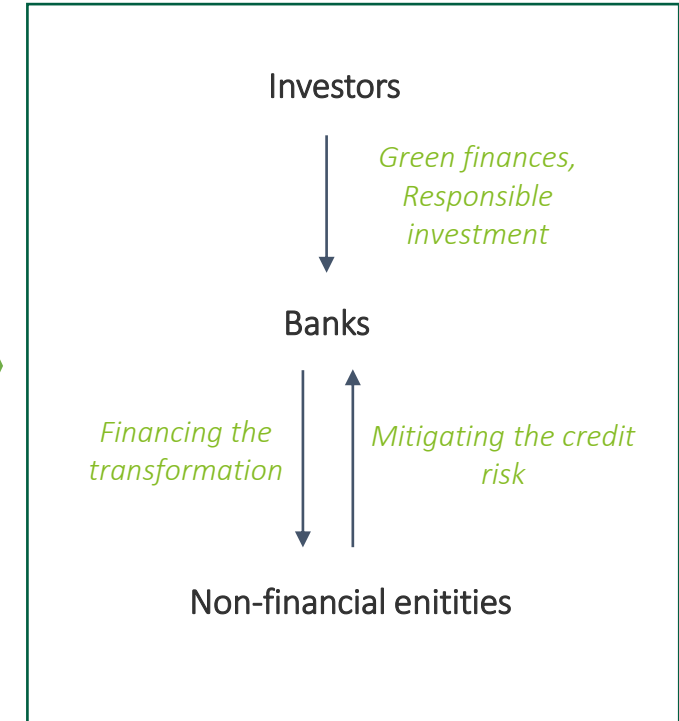 Investors
Green finances,
Responsible
investment
Banks
Financing the
transformation
Mitigating the credit
risk
Non-financial enitities